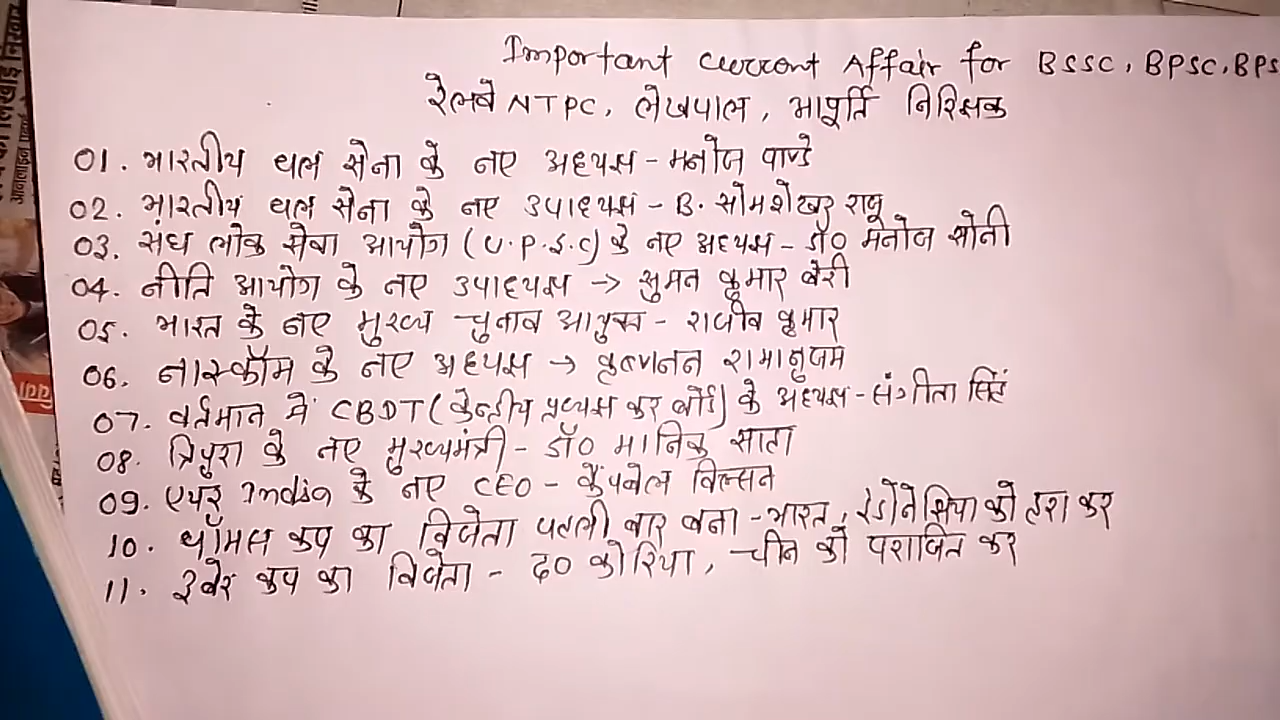 Important Current Affair for BSSC, BPSC, BPS
रेलवे NTPC, लेखपाल, आपूर्ति निरिक्षक
01. भारतीय थल सेना के नए अध्यक्ष - मनोज पाण्डे
02. भारतीय थल सेना के नए उपाध्यक्ष - B. सोमशेखर राजू
03. संघ लोक सेवा आयोग (U.P.S.C) के नए अध्यक्ष - डॉ० मनोज सोनी
04. नीति आयोग के नए उपाध्यक्ष → सुमन कुमार बेरी
05. भारत के नए मुख्य चुनाव आयुक्त - राजीव कुमार
06. नास्कॉम के नए अध्यक्ष → कृष्णनन रामानुजम
07. वर्तमान में CBDT (केन्द्रीय प्रत्यक्ष कर बोर्ड) के अध्यक्ष - संगीता सिंह
08. त्रिपुरा के नए मुख्यमंत्री - डॉ० मानिक साहा
09. एयर India के नए CEO - कैंपबेल विल्सन
10. थॉमस कप का विजेता पहली बार बना - भारत, इंडोनेशिया को हरा कर
11. उबेर कप का विजेता - द० कोरिया, चीन को पराजित कर